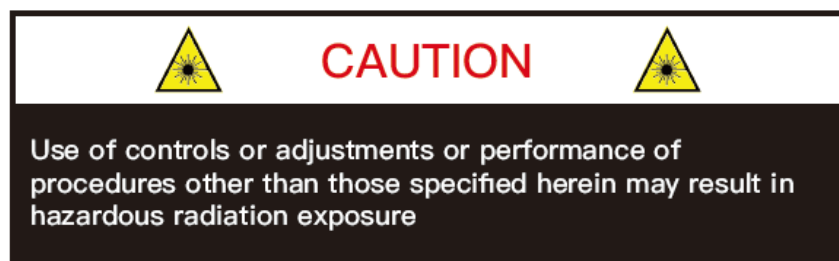 CAUTION
Use of controls or adjustments or performance of
procedures other than those specified herein may result in
hazardous radiation exposure